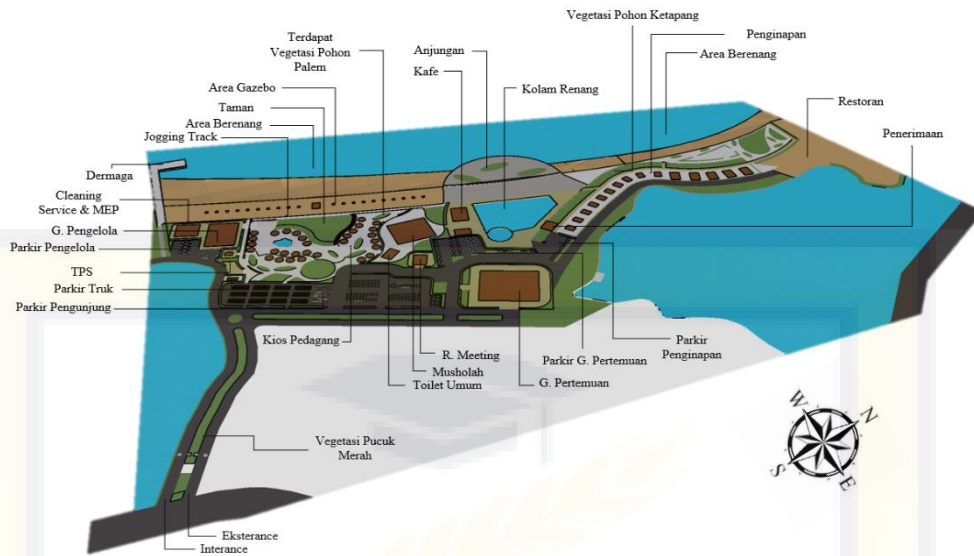 Vegetasi Pohon Ketapang
Penginapan
Area Berenang
Terdapat
Vegetasi Pohon
Palem
Anjungan
Kafe
Kolam Renang
Restoran
Penerimaan
Area Gazebo
Taman
Area Berenang
Jogging Track
Dermaga
Cleaning
Service & MEP
G. Pengelola
Parkir Pengelola
TPS
Parkir Truk
Parkir Pengunjung
Kios Pedagang
R. Meeting
Musholah
Toilet Umum
Parkir G. Pertemuan
G. Pertemuan
Parkir
Penginapan
Vegetasi Pucuk
Merah
Eksterance
Interance
W
N
S
E